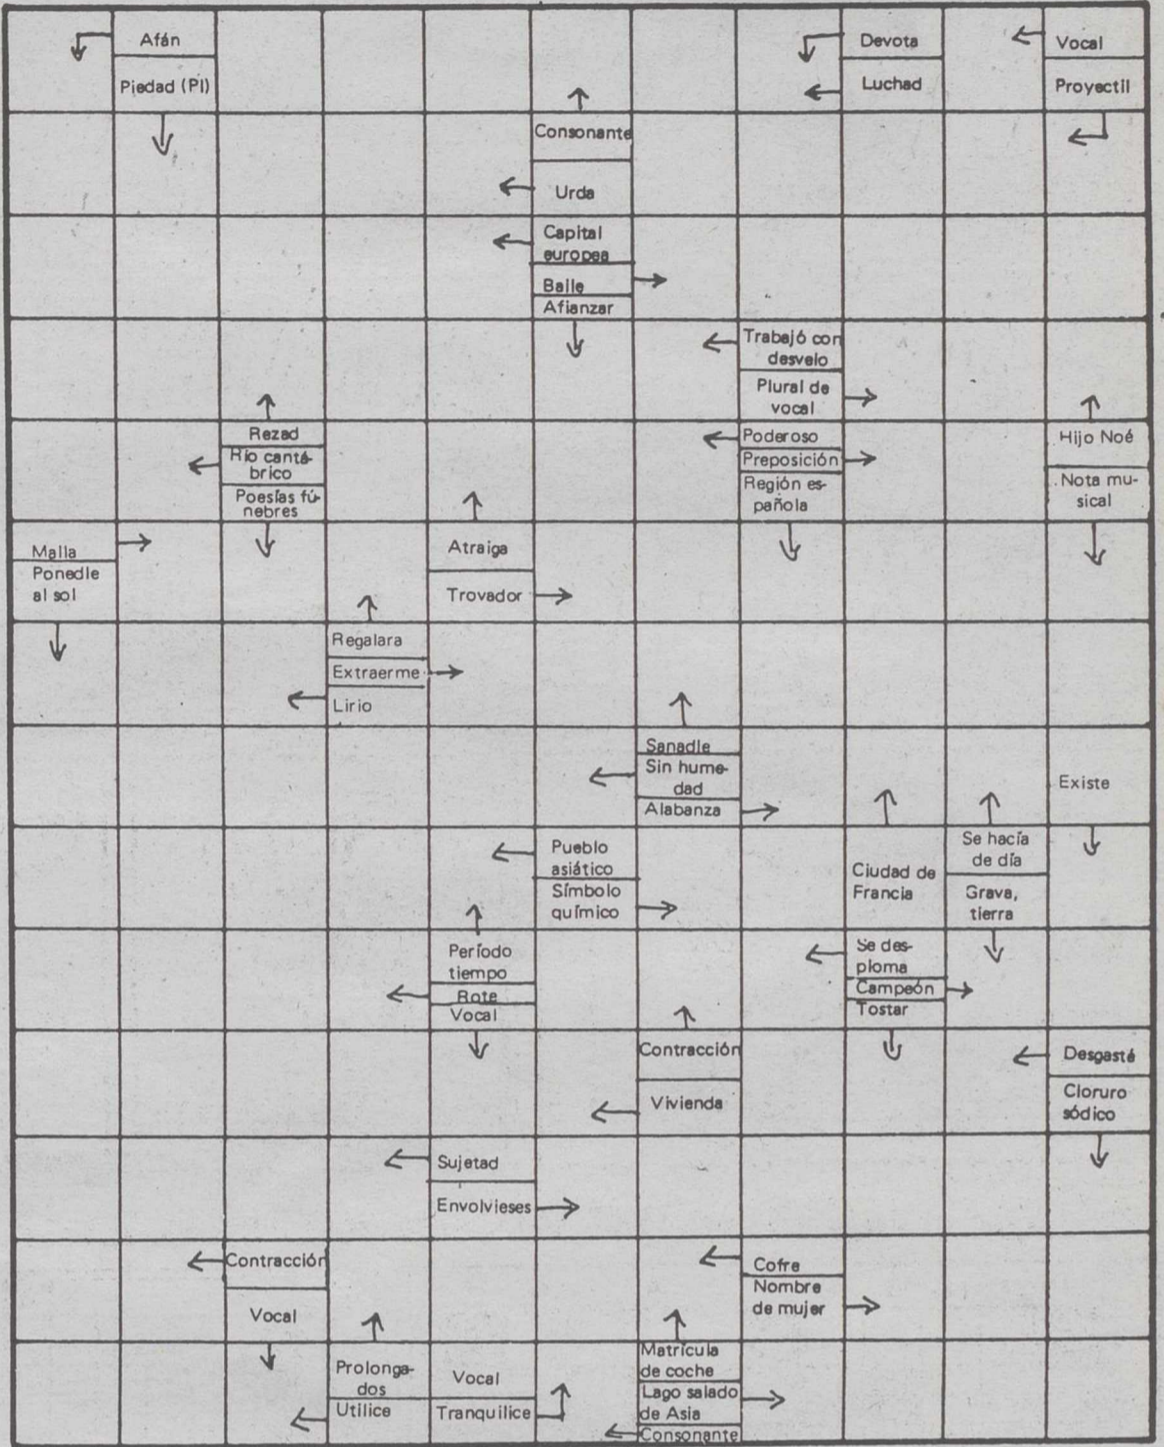 Afán
Piedad (Pl)
Devota
Luchad
Vocal
Proyectil
Consonante
Urda
Capital
europea
Baile
Afianzar
Trabajó con
desvelo
Plural de
vocal
Rezad
Río cantá-
brico
Poesías fú-
nebres
Poderoso
Preposición
Región es-
pañola
Hijo Noé
Nota mu-
sical
Malla
Ponedle
al sol
Atraiga
Trovador
Regalara
Extraerme
Lirio
Sanadle
Sin hume-
dad
Alabanza
Existe
Pueblo
asiático
Símbolo
químico
Ciudad de
Francia
Se hacía
de día
Grava,
tierra
Período
tiempo
Rote
Vocal
Se des-
ploma
Campeón
Tostar
Contracción
Vivienda
Desgasté
Cloruro
sódico
Sujetad
Envolvieses
Contracción
Vocal
Cofre
Nombre
de mujer
Prolonga-
dos
Utilice
Vocal
Tranquilice
Matrícula
de coche
Lago salado
de Asia
Consonante